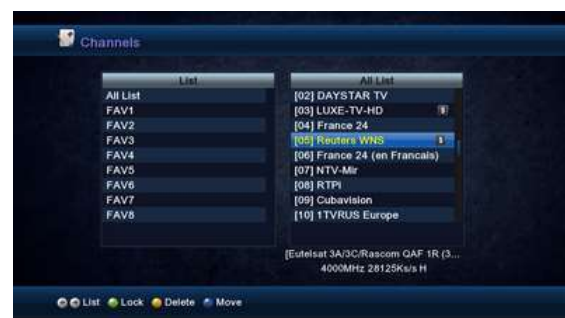 Channels
List
All List
FAV1
FAV2
FAV3
FAV4
FAV5
FAV6
FAV7
FAV8
All List
[02] DAYSTAR TV
[03] LUXE-TV-HD $
[04] France 24
[05] Reuters WNS $
[06] France 24 (en Francais)
[07] NTV-Mir
[08] RTPi
[09] Cubavision
[10] 1TVRUS Europe
[Eutelsat 3A/3C/Rascom QAF 1R (3...
4000MHz 28125Ks/s H
List Lock Delete Move